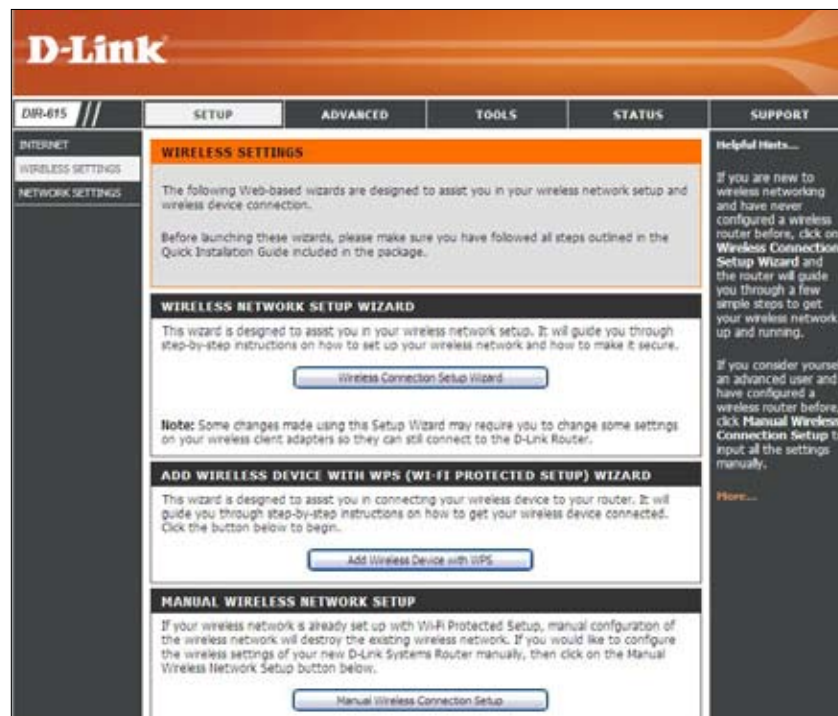 D-Link
DIR-615
SETUP
ADVANCED
TOOLS
STATUS
SUPPORT
INTERNET
WIRELESS SETTINGS
NETWORK SETTINGS
WIRELESS SETTINGS
The following Web-based wizards are designed to assist you in your wireless network setup and
wireless device connection.
Before launching these wizards, please make sure you have followed all steps outlined in the
Quick Installation Guide included in the package.
WIRELESS NETWORK SETUP WIZARD
This wizard is designed to assist you in your wireless network setup. It will guide you through
step-by-step instructions on how to set up your wireless network and how to make it secure.
Wireless Connection Setup Wizard
Note: Some changes made using this Setup Wizard may require you to change some settings
on your wireless client adapters so they can still connect to the D-Link Router.
ADD WIRELESS DEVICE WITH WPS (WI-FI PROTECTED SETUP) WIZARD
This wizard is designed to assist you in connecting your wireless device to your router. It will
guide you through step-by-step instructions on how to get your wireless device connected.
Click the button below to begin.
Add Wireless Device with WPS
MANUAL WIRELESS NETWORK SETUP
If your wireless network is already set up with Wi-Fi Protected Setup, manual configuration of
the wireless network will destroy the existing wireless network. If you would like to configure
the wireless settings of your new D-Link Systems Router manually, then click on the Manual
Wireless Network Setup button below.
Manual Wireless Connection Setup
Helpful Hints...
If you are new to
wireless networking
and have never
configured a wireless
router before, click on
Wireless Connection
Setup Wizard and
the router will guide
you through a few
simple steps to get
your wireless network
up and running.
If you consider yourse
an advanced user and
have configured a
wireless router before,
click Manual Wireless
Connection Setup t
input all the settings
manually.
More...